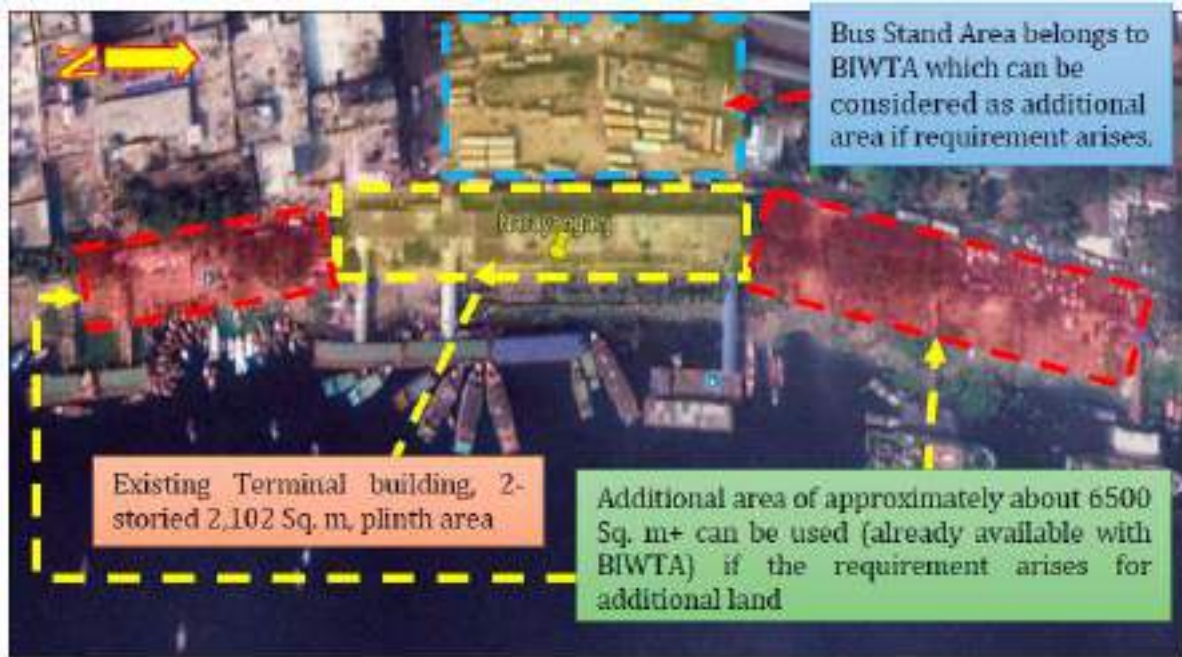 N
Bus Stand Area belongs to
BIWTA which can be
considered as additional
area if requirement arises.
Existing Terminal building, 2-
storied 2,102 Sq. m, plinth area
Additional area of approximately about 6500
Sq. m+ can be used (already available with
BIWTA) if the requirement arises for
additional land